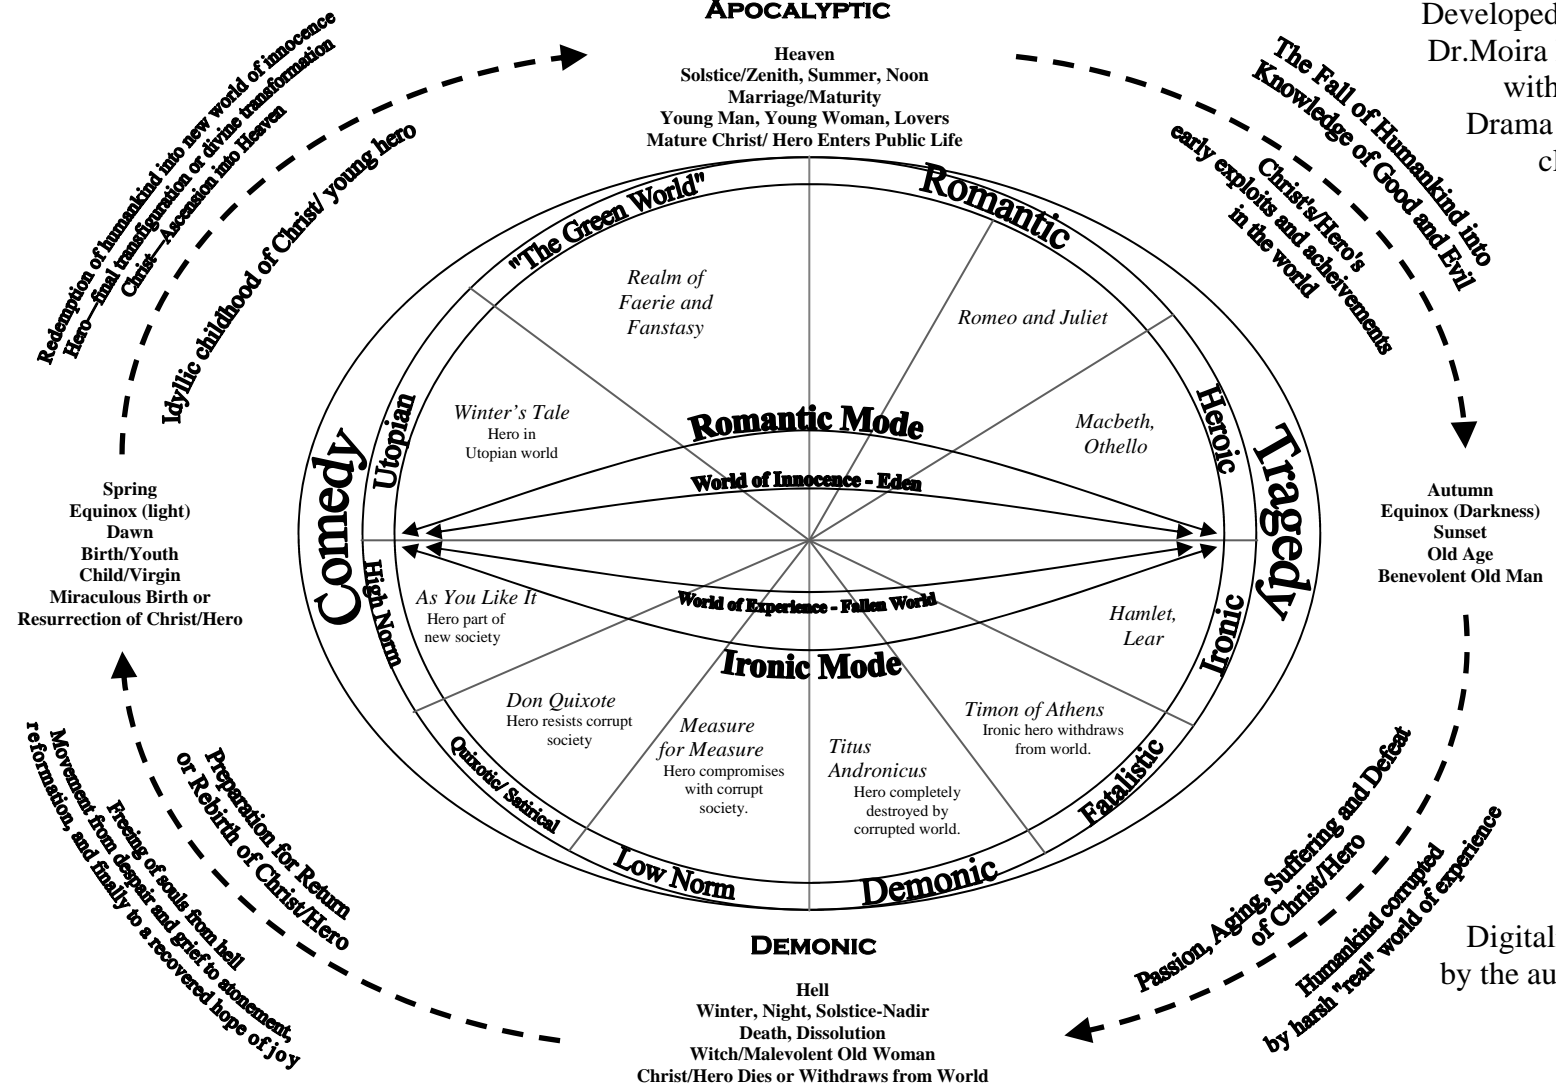 APOCALYPTIC
Heaven
Solstice/Zenith, Summer, Noon
Marriage/Maturity
Young Man, Young Woman, Lovers
Mature Christ/ Hero Enters Public Life
Developed
Dr.Moira
with
Drama
Redemption of humankind into new world of innocence
Hero—final transfiguration or divine transformation
Christ—Ascension into Heaven
Idyllic childhood of Christ/ young hero
The Fall of Humankind into
Knowledge of Good and Evil
Christ's/Hero's
early exploits and acheivements
in the world
"The Green World"
Romantic
Realm of
Faerie and
Fanstasy
Romeo and Juliet
Utopian
Winter's Tale
Hero in
Utopian world
Romantic Mode
Macbeth,
Othello
Heroic
World of Innocence - Eden
Comedy
Tragedy
Spring
Equinox (light)
Dawn
Birth/Youth
Child/Virgin
Miraculous Birth or
Resurrection of Christ/Hero
Autumn
Equinox (Darkness)
Sunset
Old Age
Benevolent Old Man
High Norm
As You Like It
Hero part of
new society
World of Experience - Fallen World
Ironic Mode
Hamlet,
Lear
Ironic
Don Quixote
Hero resists corrupt
society
Measure
for Measure
Hero compromises
with corrupt
society.
Titus
Andronicus
Hero completely
destroyed by
corrupted world.
Timon of Athens
Ironic hero withdraws
from world.
Quixotic/ Satirical
Low Norm
Demonic
Fatalistic
Preparation for Return
or Rebirth of Christ/Hero
Freeing of souls from hell
Movement from despair and grief to atonement,
reformation, and finally to a recovered hope of joy
Passion, Aging, Suffering and Defeat
of Christ/Hero
Humankind corrupted
by harsh "real" world of experience
DEMONIC
Hell
Winter, Night, Solstice-Nadir
Death, Dissolution
Witch/Malevolent Old Woman
Christ/Hero Dies or Withdraws from World
Digital
by the au